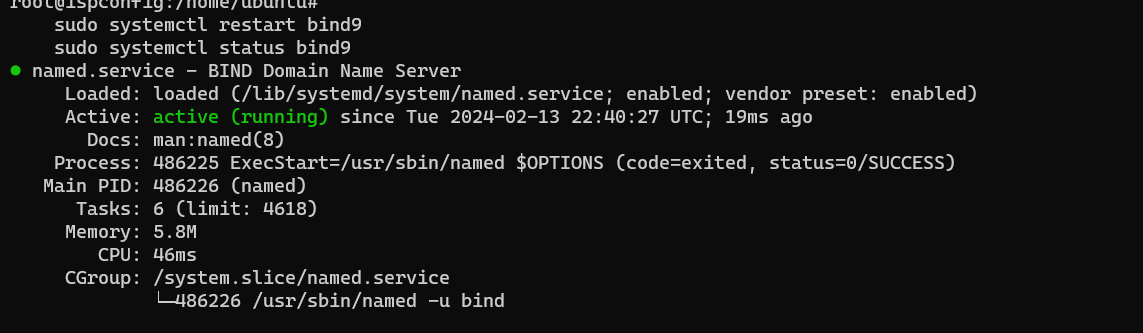 root@ispconfig:/home/ubuntu#
sudo systemctl restart bind9
sudo systemctl status bind9
● named.service - BIND Domain Name Server
Loaded: loaded (/lib/systemd/system/named.service; enabled; vendor preset: enabled)
Active: active (running) since Tue 2024-02-13 22:40:27 UTC; 19ms ago
Docs: man:named(8)
Process: 486225 ExecStart=/usr/sbin/named $OPTIONS (code=exited, status=0/SUCCESS)
Main PID: 486226 (named)
Tasks: 6 (limit: 4618)
Memory: 5.8M
CPU: 46ms
CGroup: /system.slice/named.service
└─486226 /usr/sbin/named -u bind